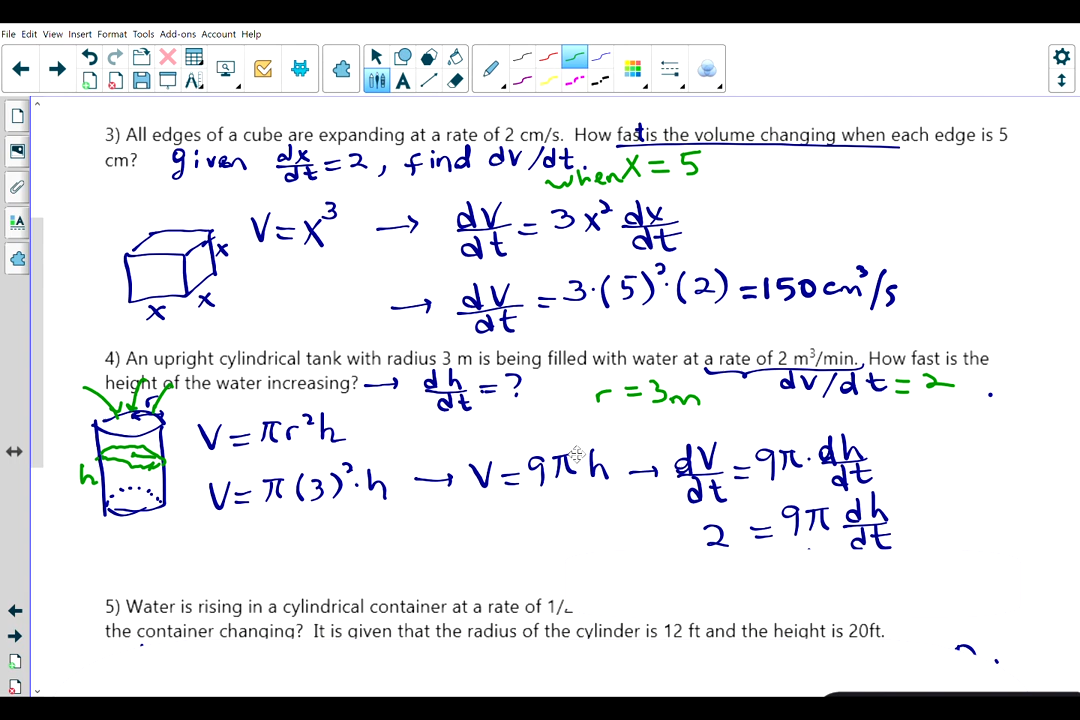 File Edit View Insert Format Tools Add-ons Account Help
3) All edges of a cube are expanding at a rate of 2 cm/s. How fast is the volume changing when each edge is 5
cm? given dx/dt = 2, find dv/dt.
when x = 5
V = x³ → dV/dt = 3x² dx/dt
x
x
x
→ dV/dt = 3·(5)²·(2) = 150 cm³/s
4) An upright cylindrical tank with radius 3 m is being filled with water at a rate of 2 m³/min. How fast is the
height of the water increasing? → dh/dt = ? r = 3m dv/dt = 2
r
V = πr²h
h
V = π(3)²·h → V = 9πh → dV/dt = 9π·dh/dt
2 = 9π dh/dt
5) Water is rising in a cylindrical container at a rate of 1/
the container changing? It is given that the radius of the cylinder is 12 ft and the height is 20ft.